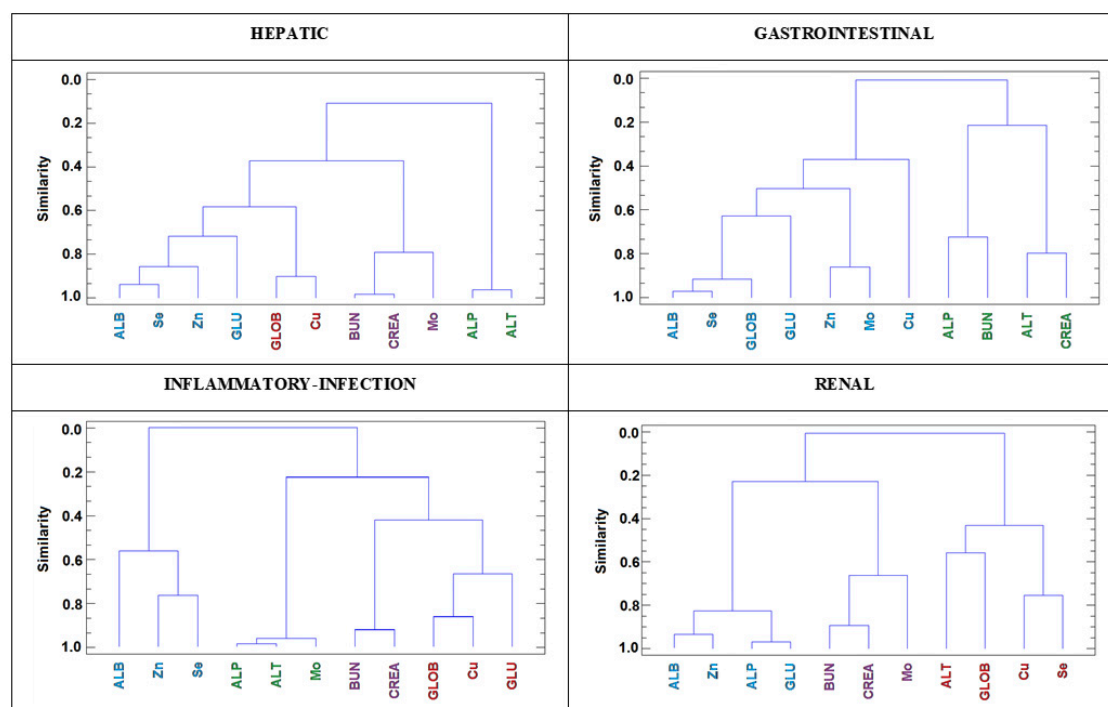 HEPATIC
GASTROINTESTINAL
Similarity
0.0
0.2
0.4
0.6
0.8
1.0
ALB Se Zn GLU GLOB Cu BUN CREA Mo ALP ALT
Similarity
0.0
0.2
0.4
0.6
0.8
1.0
ALB Se GLOB GLU Zn Mo Cu ALP BUN ALT CREA
INFLAMMATORY-INFECTION
RENAL
Similarity
0.0
0.2
0.4
0.6
0.8
1.0
ALB Zn Se ALP ALT Mo BUN CREA GLOB Cu GLU
Similarity
0.0
0.2
0.4
0.6
0.8
1.0
ALB Zn ALP GLU BUN CREA Mo ALT GLOB Cu Se